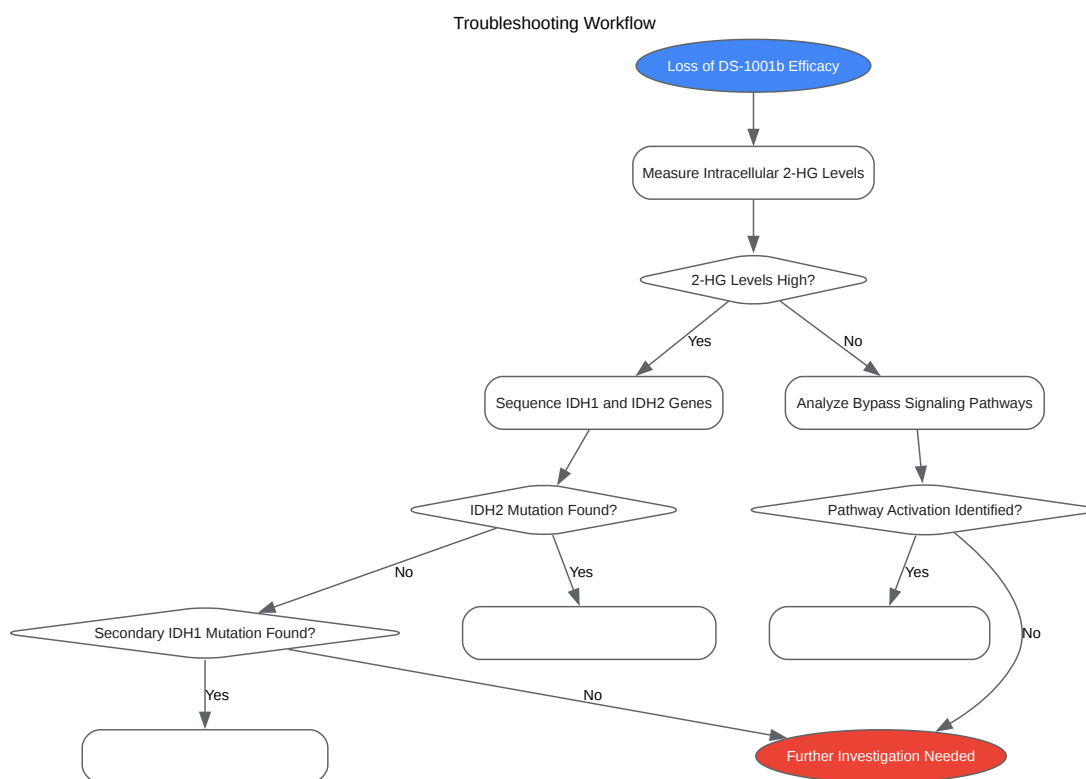 Troubleshooting Workflow
Loss of DS-1001b Efficacy
Measure Intracellular 2-HG Levels
2-HG Levels High?
Yes
No
Sequence IDH1 and IDH2 Genes
Analyze Bypass Signaling Pathways
IDH2 Mutation Found?
Pathway Activation Identified?
No
Yes
Yes
No
Secondary IDH1 Mutation Found?
Yes
No
Further Investigation Needed